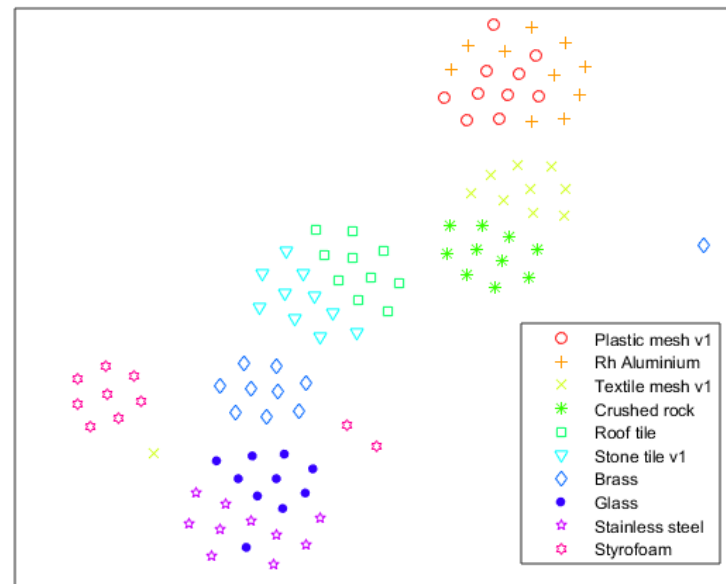 Plastic mesh v1
Rh Aluminium
Textile mesh v1
Crushed rock
Roof tile
Stone tile v1
Brass
Glass
Stainless steel
Styrofoam